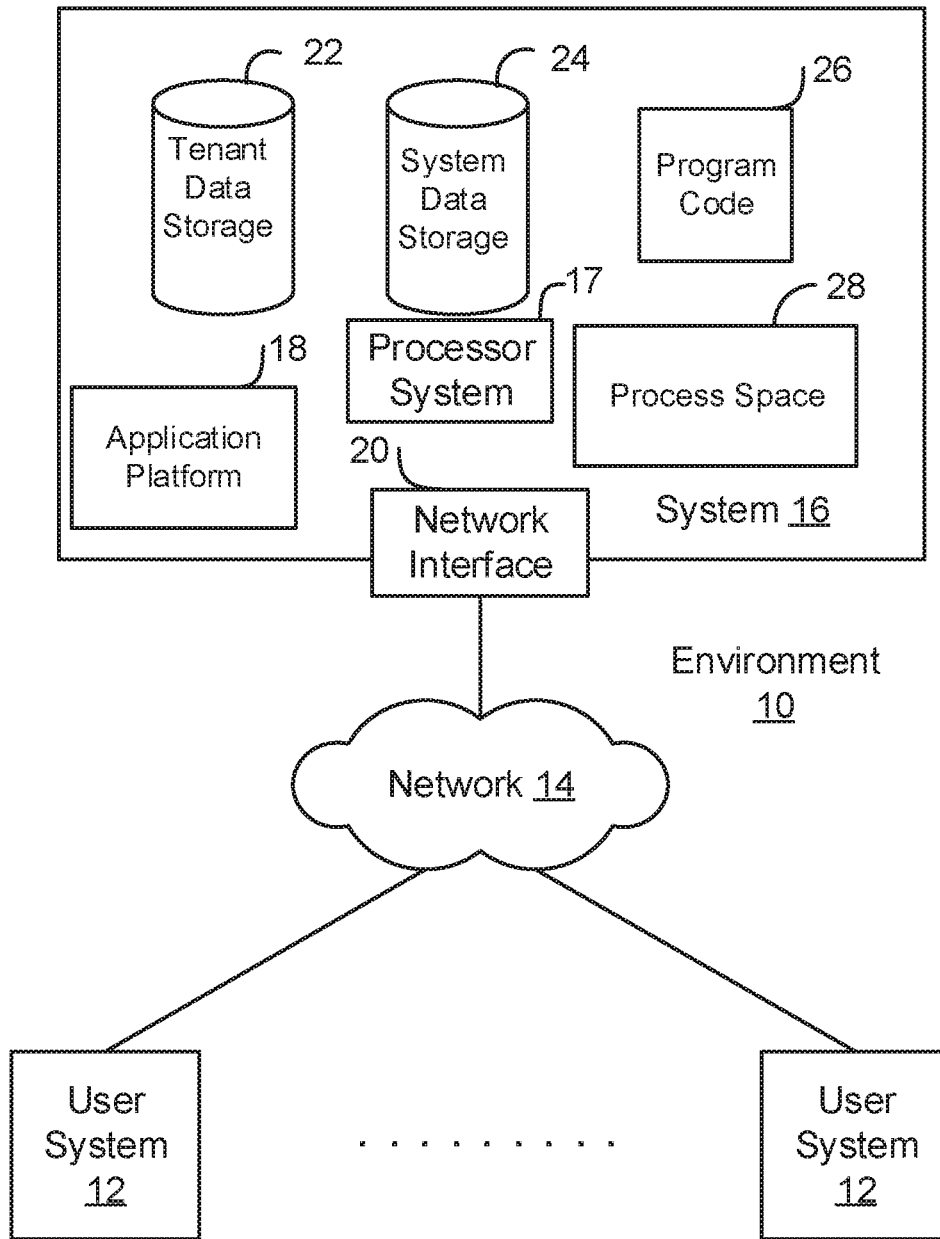 22
24
26
Tenant
Data
Storage
System
Data
Storage
Program
Code
17
28
18
Processor
System
Process Space
Application
Platform
20
System 16
Network
Interface
Environment
10
Network 14
User
System
12
. . . . . . . . . .
User
System
12